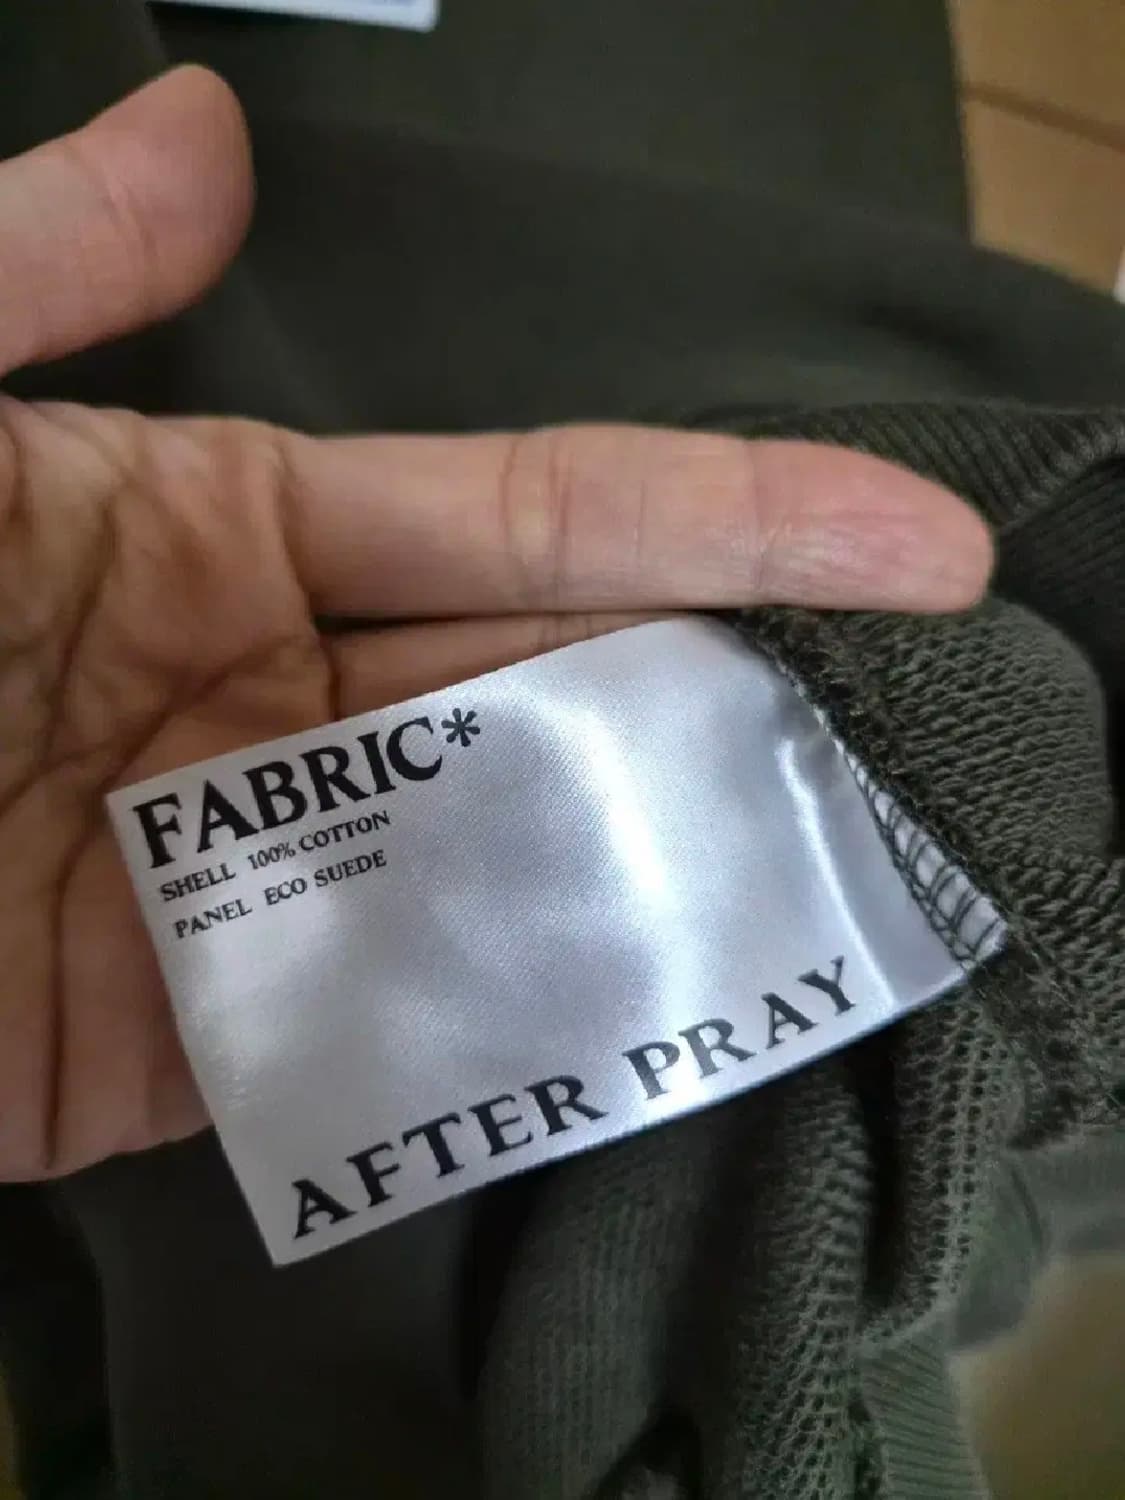 FABRIC*
SHELL 100% COTTON
PANEL ECO SUEDE
AFTER PRAY